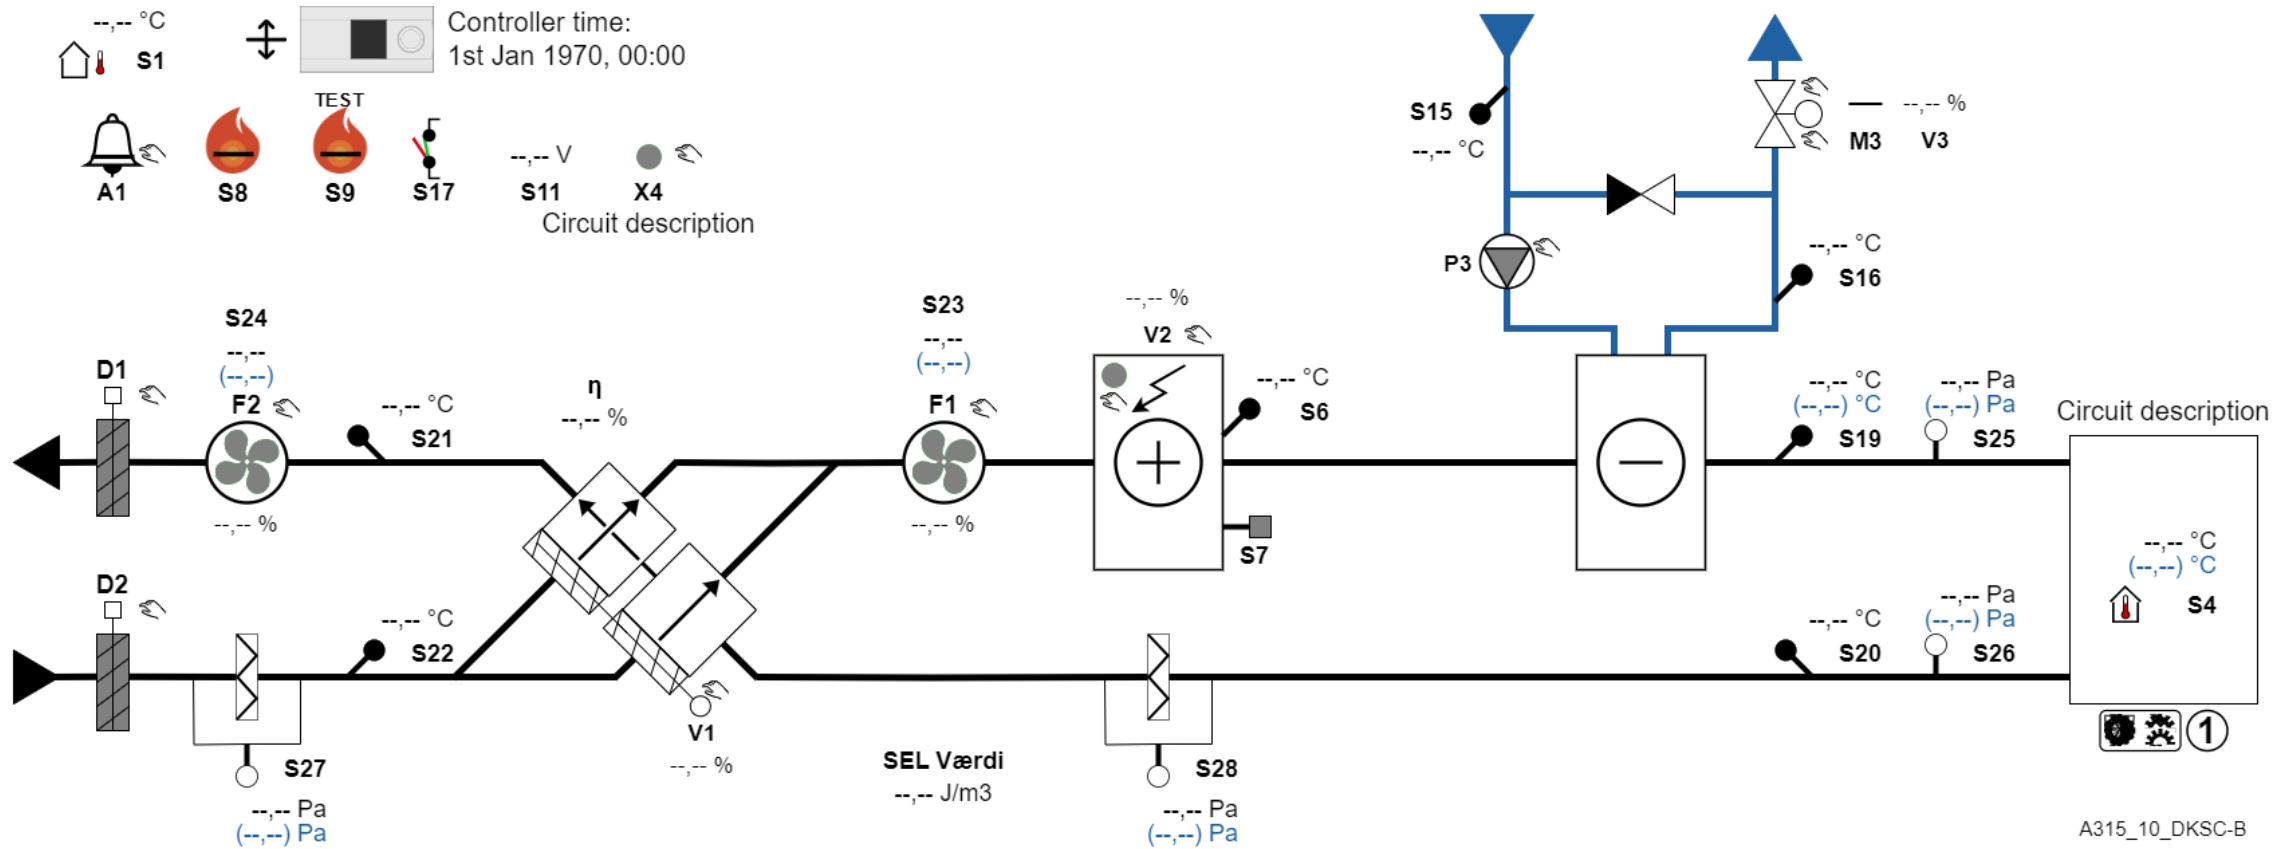 --,-- °C
S1
Controller time:
1st Jan 1970, 00:00
TEST
A1
S8
S9
S17
--,-- V
S11
X4
Circuit description
S15
--,-- °C
--,-- %
M3
V3
P3
--,-- °C
S16
D1
S24
--,--
(--,--)
F2
--,-- %
--,-- °C
S21
η
--,-- %
S23
--,--
(--,--)
F1
--,-- %
--,-- %
V2
--,-- °C
S6
S7
--,-- °C
(--,--) °C
S19
--,-- Pa
(--,--) Pa
S25
Circuit description
--,-- °C
(--,--) °C
S4
D2
--,-- °C
S22
S27
--,-- Pa
(--,--) Pa
V1
--,-- %
SEL Værdi
--,-- J/m3
S28
--,-- Pa
(--,--) Pa
--,-- °C
S20
--,-- Pa
(--,--) Pa
S26
1
A315_10_DKSC-B